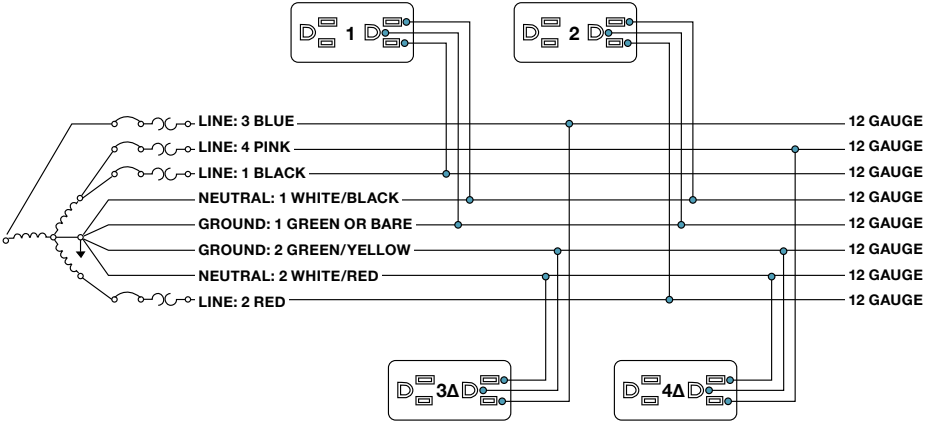 1
2
LINE: 3 BLUE
12 GAUGE
LINE: 4 PINK
12 GAUGE
LINE: 1 BLACK
12 GAUGE
NEUTRAL: 1 WHITE/BLACK
12 GAUGE
GROUND: 1 GREEN OR BARE
12 GAUGE
GROUND: 2 GREEN/YELLOW
12 GAUGE
NEUTRAL: 2 WHITE/RED
12 GAUGE
LINE: 2 RED
12 GAUGE
3Δ
4Δ